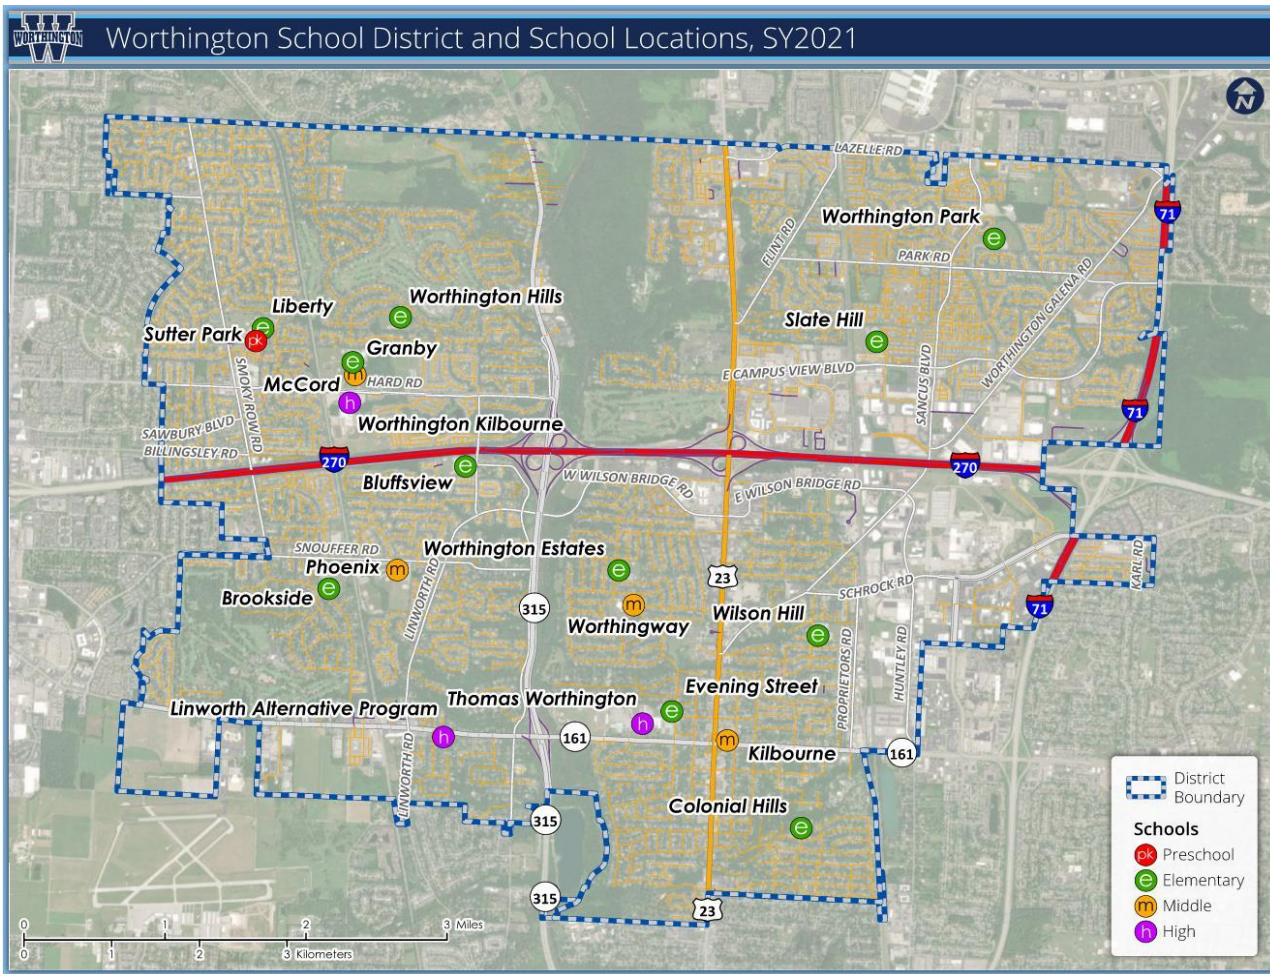 WORTHINGTON
Worthington School District and School Locations, SY2021
N
LAZELLE RD
71
Worthington Park
FLINT RD
PARK RD
WORTHINGTON GALENA RD
Worthington Hills
Liberty
Sutter Park
pk
e
e
e
Slate Hill
e
Granby
e
McCord
m
HARD RD
h
Worthington Kilbourne
SMOKY ROW RD
E CAMPUS VIEW BLVD
SANCUS BLVD
71
SAWBURY BLVD
BILLINGSLEY RD
270
Bluffsview
e
W WILSON BRIDGE RD
E WILSON BRIDGE RD
270
SNOUFFER RD
Phoenix
m
Brookside
e
LINWORTH RD
Worthington Estates
e
m
Worthingway
315
23
Wilson Hill
e
SCHROCK RD
KARL RD
71
PROPRIETORS RD
HUNTLEY RD
Evening Street
e
Thomas Worthington
h
Linworth Alternative Program
h
161
m
Kilbourne
161
LINWORTH RD
Colonial Hills
e
315
315
23
District
Boundary
Schools
pk Preschool
e Elementary
m Middle
h High
0 1 2 3 Miles
0 1 2 3 Kilometers